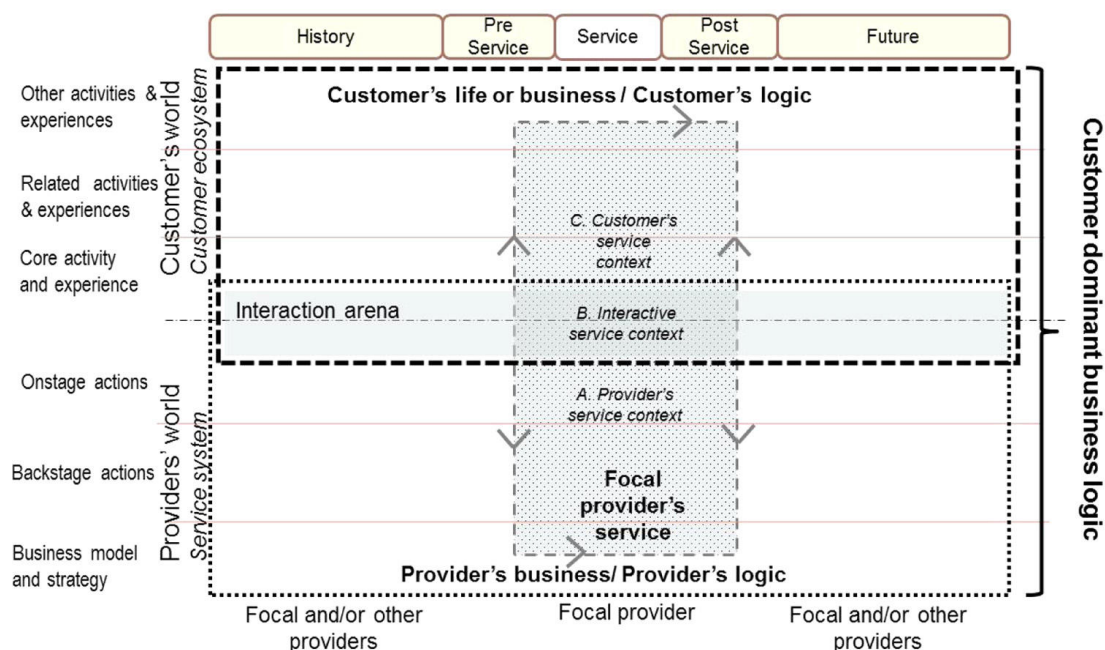 History
Pre
Service
Service
Post
Service
Future
Other activities &
experiences
Related activities
& experiences
Core activity
and experience
Onstage actions
Backstage actions
Business model
and strategy
Customer's world
Customer ecosystem
Providers' world
Service system
Customer's life or business / Customer's logic
C. Customer's
service
context
Interaction arena
B. Interactive
service context
A. Provider's
service context
Focal
provider's
service
Provider's business/ Provider's logic
Focal and/or other
providers
Focal provider
Focal and/or other
providers
Customer dominant business
logic